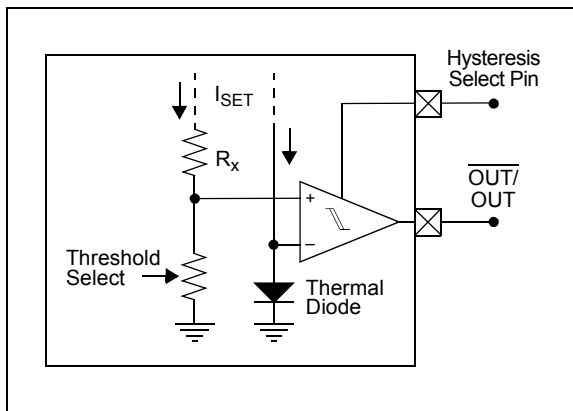 Hysteresis
Select Pin
I_SET
R_x
+
OUT/
OUT
–
Threshold
Select
Thermal
Diode